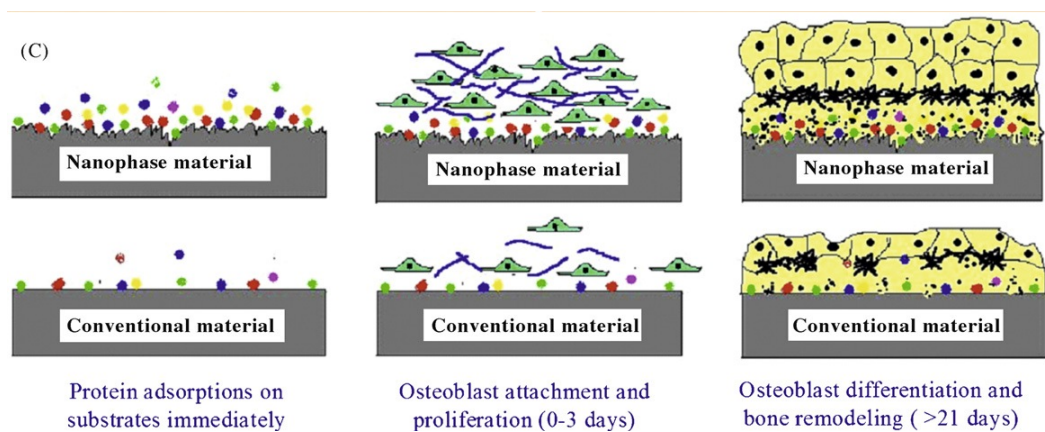 (C)
Nanophase material
Nanophase material
Nanophase material
Conventional material
Conventional material
Conventional material
Protein adsorptions on
substrates immediately
Osteoblast attachment and
proliferation (0-3 days)
Osteoblast differentiation and
bone remodeling ( >21 days)